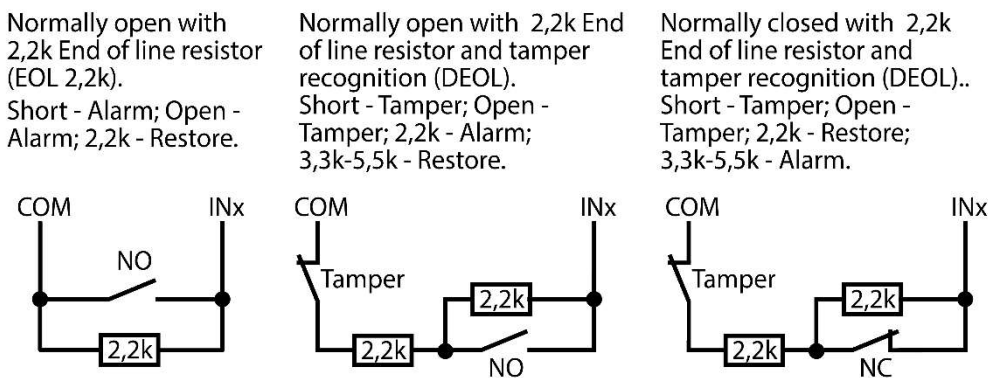 Normally open with
2,2k End of line resistor
(EOL 2,2k).
Short - Alarm; Open -
Alarm; 2,2k - Restore.
COM
INx
NO
2,2k
Normally open with 2,2k End
of line resistor and tamper
recognition (DEOL).
Short - Tamper; Open -
Tamper; 2,2k - Alarm;
3,3k-5,5k - Restore.
COM
INx
Tamper
2,2k
2,2k
NO
Normally closed with 2,2k
End of line resistor and
tamper recognition (DEOL)..
Short - Tamper; Open -
Tamper; 2,2k - Restore;
3,3k-5,5k - Alarm.
COM
INx
Tamper
2,2k
2,2k
NC